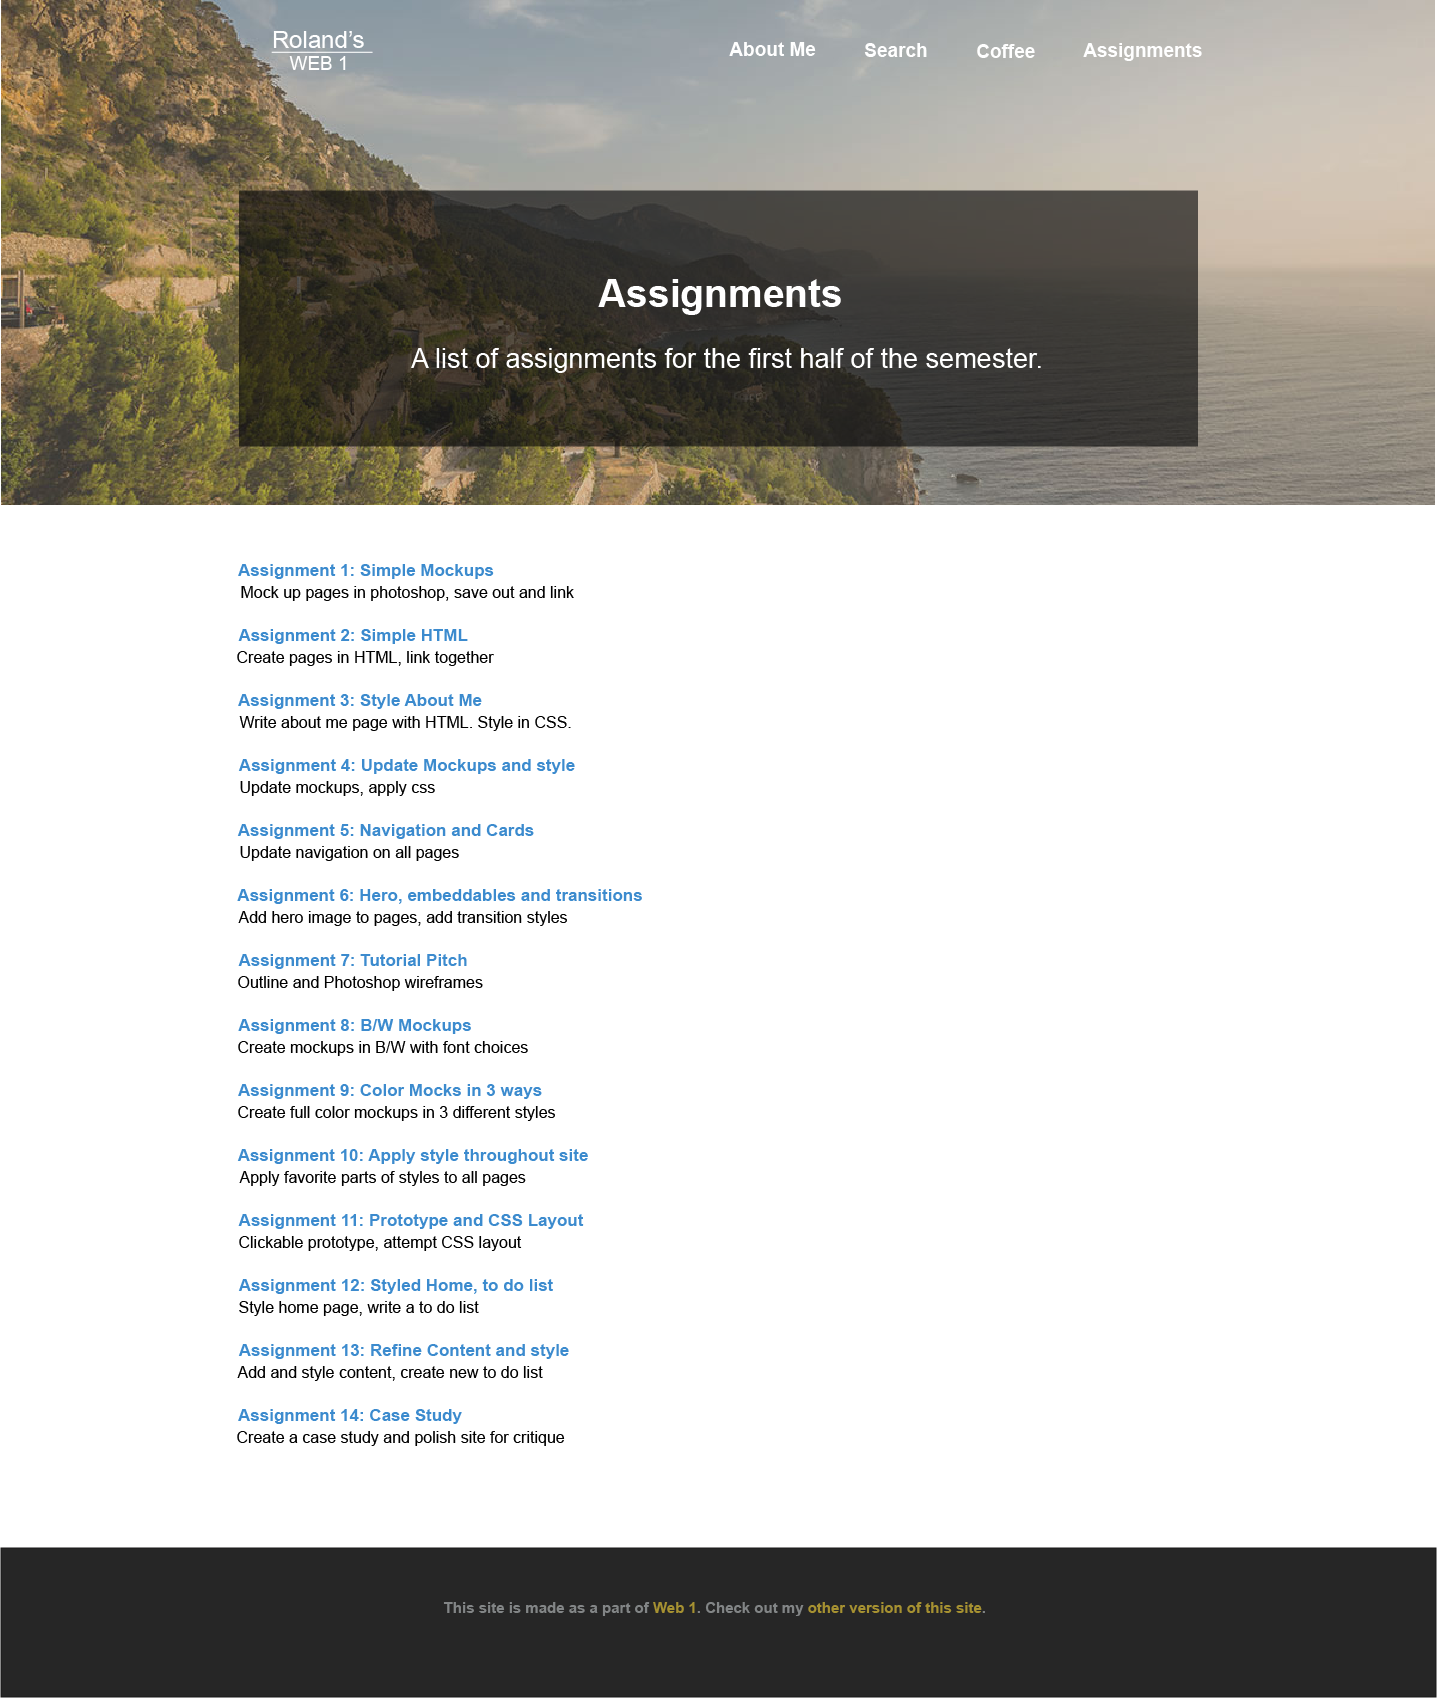 Roland’s
WEB 1
About Me
Search
Coffee
Assignments
Assignments
A list of assignments for the first half of the semester.
Assignment 1: Simple Mockups
Mock up pages in photoshop, save out and link
Assignment 2: Simple HTML
Create pages in HTML, link together
Assignment 3: Style About Me
Write about me page with HTML. Style in CSS.
Assignment 4: Update Mockups and style
Update mockups, apply css
Assignment 5: Navigation and Cards
Update navigation on all pages
Assignment 6: Hero, embeddables and transitions
Add hero image to pages, add transition styles
Assignment 7: Tutorial Pitch
Outline and Photoshop wireframes
Assignment 8: B/W Mockups
Create mockups in B/W with font choices
Assignment 9: Color Mocks in 3 ways
Create full color mockups in 3 different styles
Assignment 10: Apply style throughout site
Apply favorite parts of styles to all pages
Assignment 11: Prototype and CSS Layout
Clickable prototype, attempt CSS layout
Assignment 12: Styled Home, to do list
Style home page, write a to do list
Assignment 13: Refine Content and style
Add and style content, create new to do list
Assignment 14: Case Study
Create a case study and polish site for critique
This site is made as a part of Web 1. Check out my other version of this site.